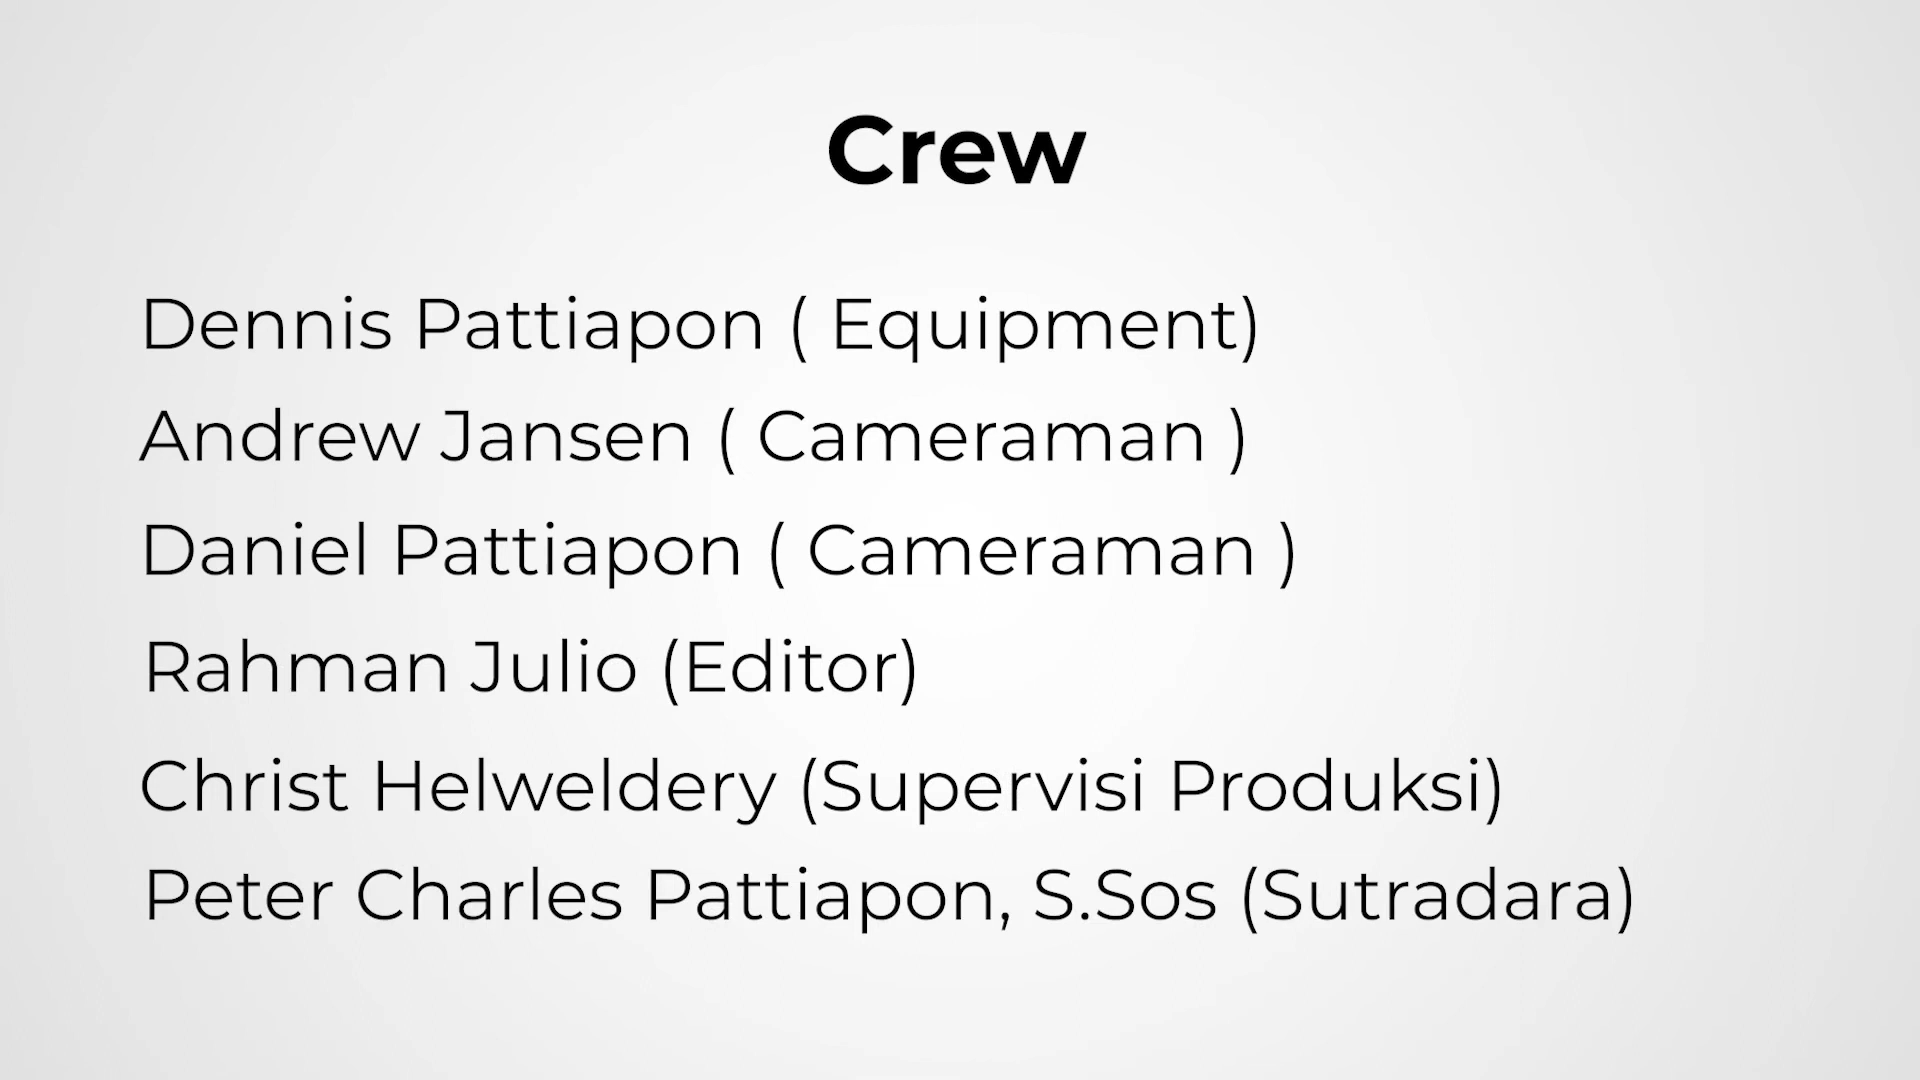 Crew
Dennis Pattiapon ( Equipment)
Andrew Jansen ( Cameraman )
Daniel Pattiapon ( Cameraman )
Rahman Julio (Editor)
Christ Helweldery (Supervisi Produksi)
Peter Charles Pattiapon, S.Sos (Sutradara)